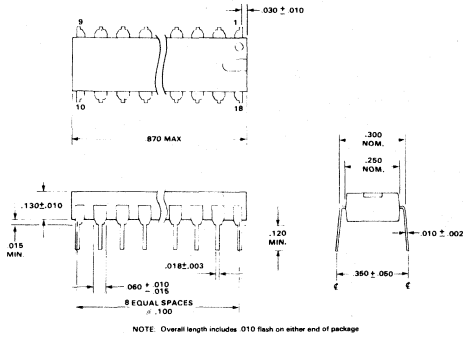 9
1
.030 ± .010
10
18
870 MAX
.300
NOM.
.250
NOM.
.130±.010
.015
MIN.
.120
MIN.
.010 ± .002
.018±.003
.350 ± .050
060 ± .010
.015
8 EQUAL SPACES
.100
NOTE: Overall length includes .010 flash on either end of package